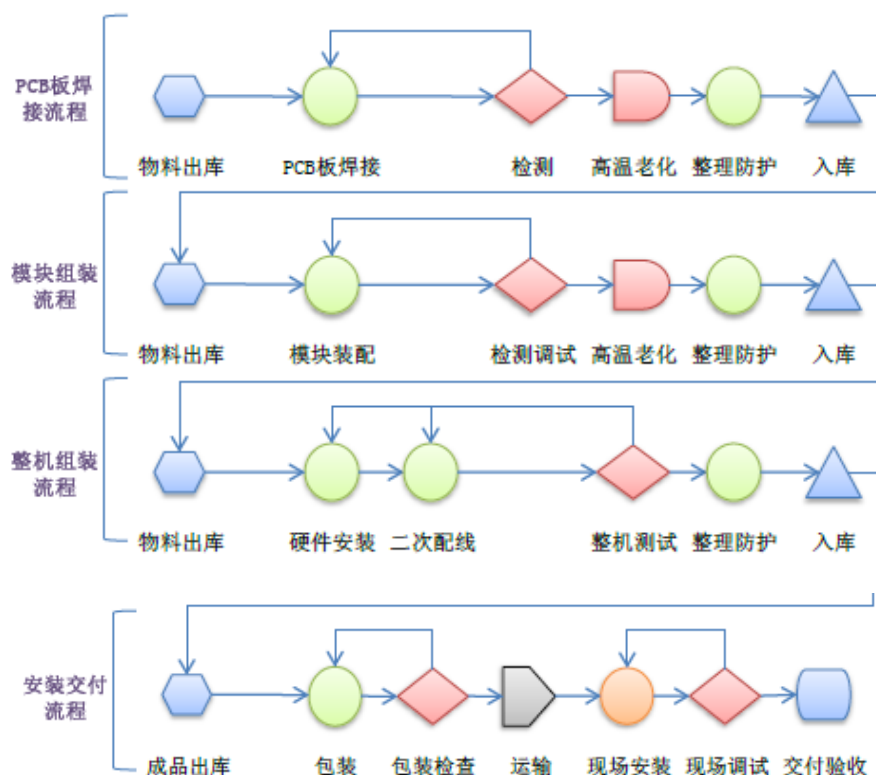 PCB板焊
接流程
物料出库
PCB板焊接
检测
高温老化
整理防护
入库
模块组装
流程
物料出库
模块装配
检测调试
高温老化
整理防护
入库
整机组装
流程
物料出库
硬件安装
二次配线
整机测试
整理防护
入库
安装交付
流程
成品出库
包装
包装检查
运输
现场安装
现场调试
交付验收